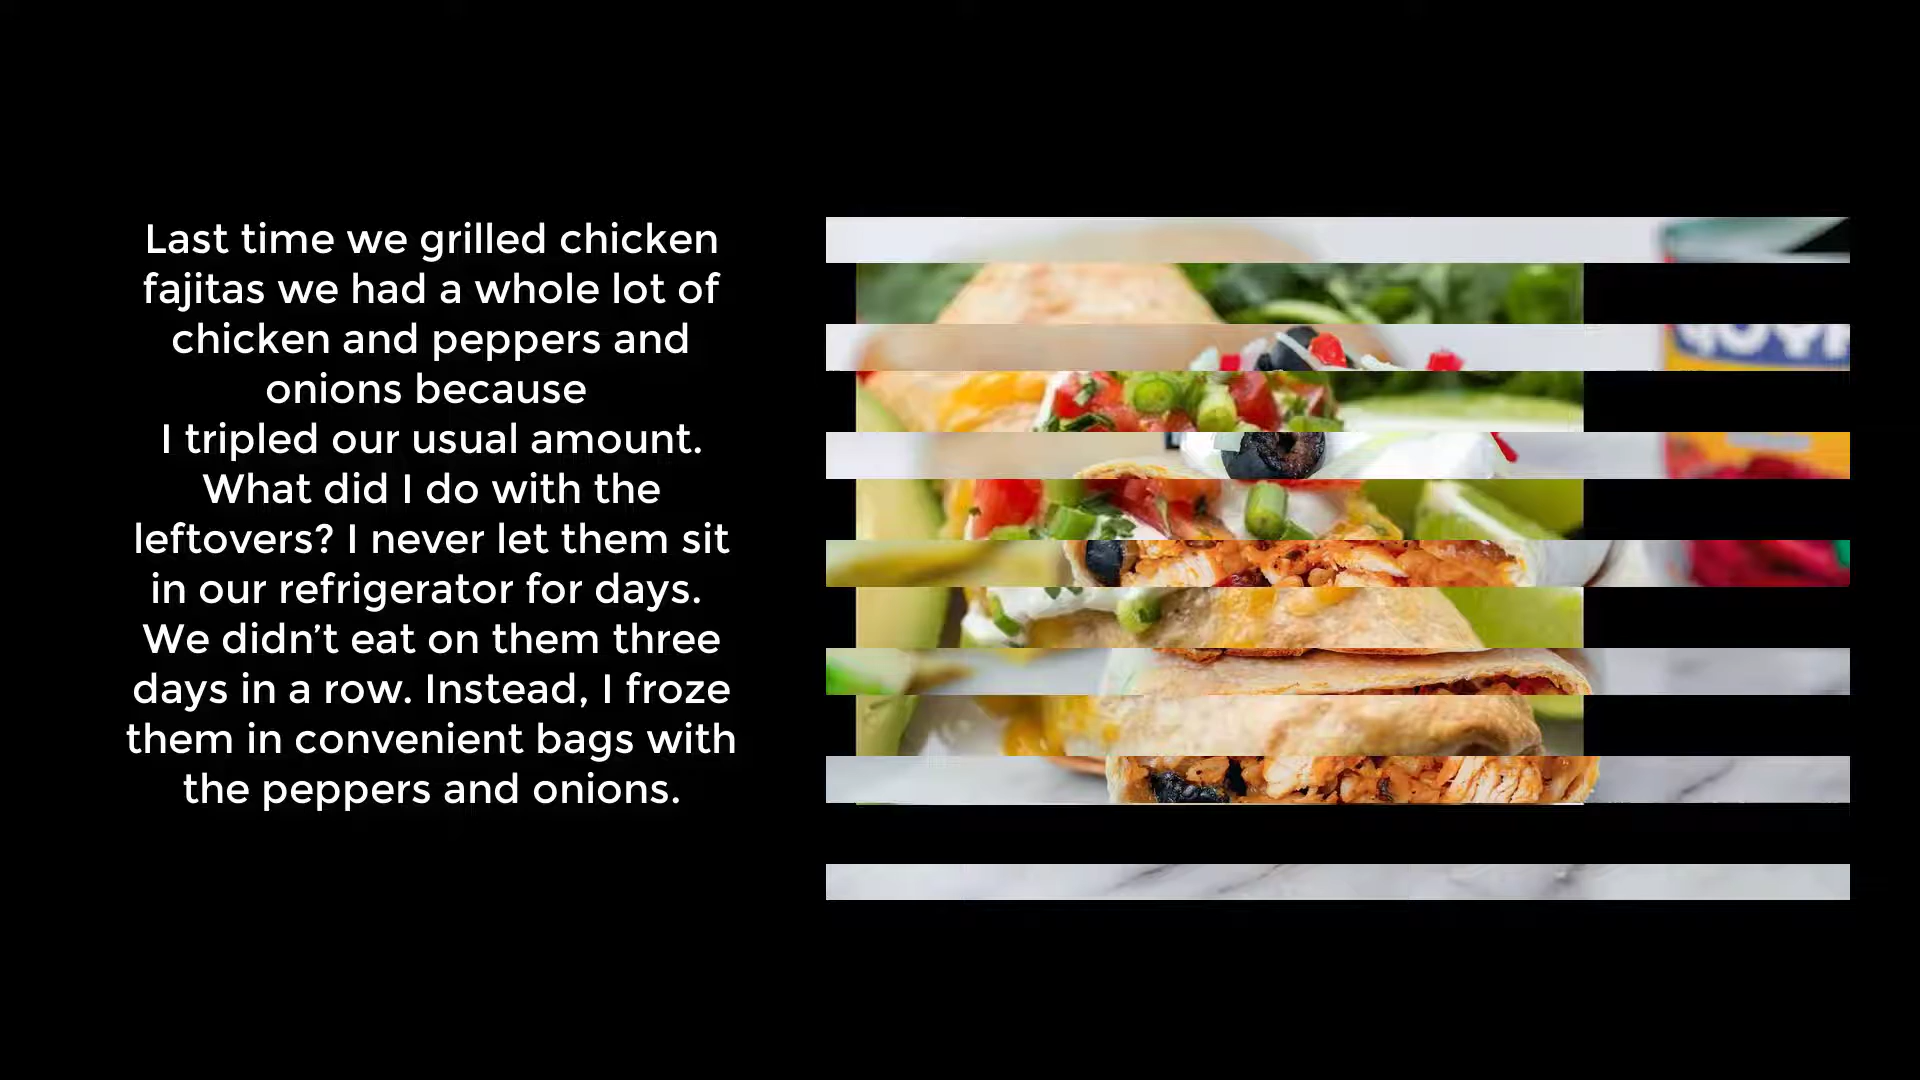 Last time we grilled chicken
fajitas we had a whole lot of
chicken and peppers and
onions because
I tripled our usual amount.
What did I do with the
leftovers? I never let them sit
in our refrigerator for days.
We didn’t eat on them three
days in a row. Instead, I froze
them in convenient bags with
the peppers and onions.